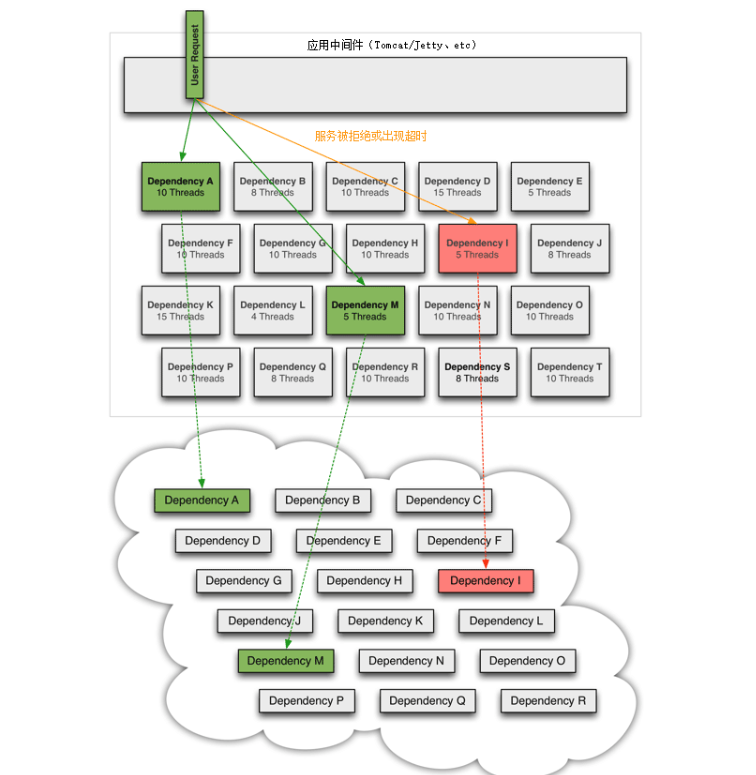 User Request
应用中间件（Tomcat/Jetty、etc）
服务被拒绝或出现超时
Dependency A
10 Threads
Dependency B
8 Threads
Dependency C
10 Threads
Dependency D
15 Threads
Dependency E
5 Threads
Dependency F
10 Threads
Dependency G
10 Threads
Dependency H
10 Threads
Dependency I
5 Threads
Dependency J
8 Threads
Dependency K
15 Threads
Dependency L
4 Threads
Dependency M
5 Threads
Dependency N
10 Threads
Dependency O
10 Threads
Dependency P
10 Threads
Dependency Q
8 Threads
Dependency R
10 Threads
Dependency S
8 Threads
Dependency T
10 Threads
Dependency A
Dependency B
Dependency C
Dependency D
Dependency E
Dependency F
Dependency G
Dependency H
Dependency I
Dependency J
Dependency K
Dependency L
Dependency M
Dependency N
Dependency O
Dependency P
Dependency Q
Dependency R